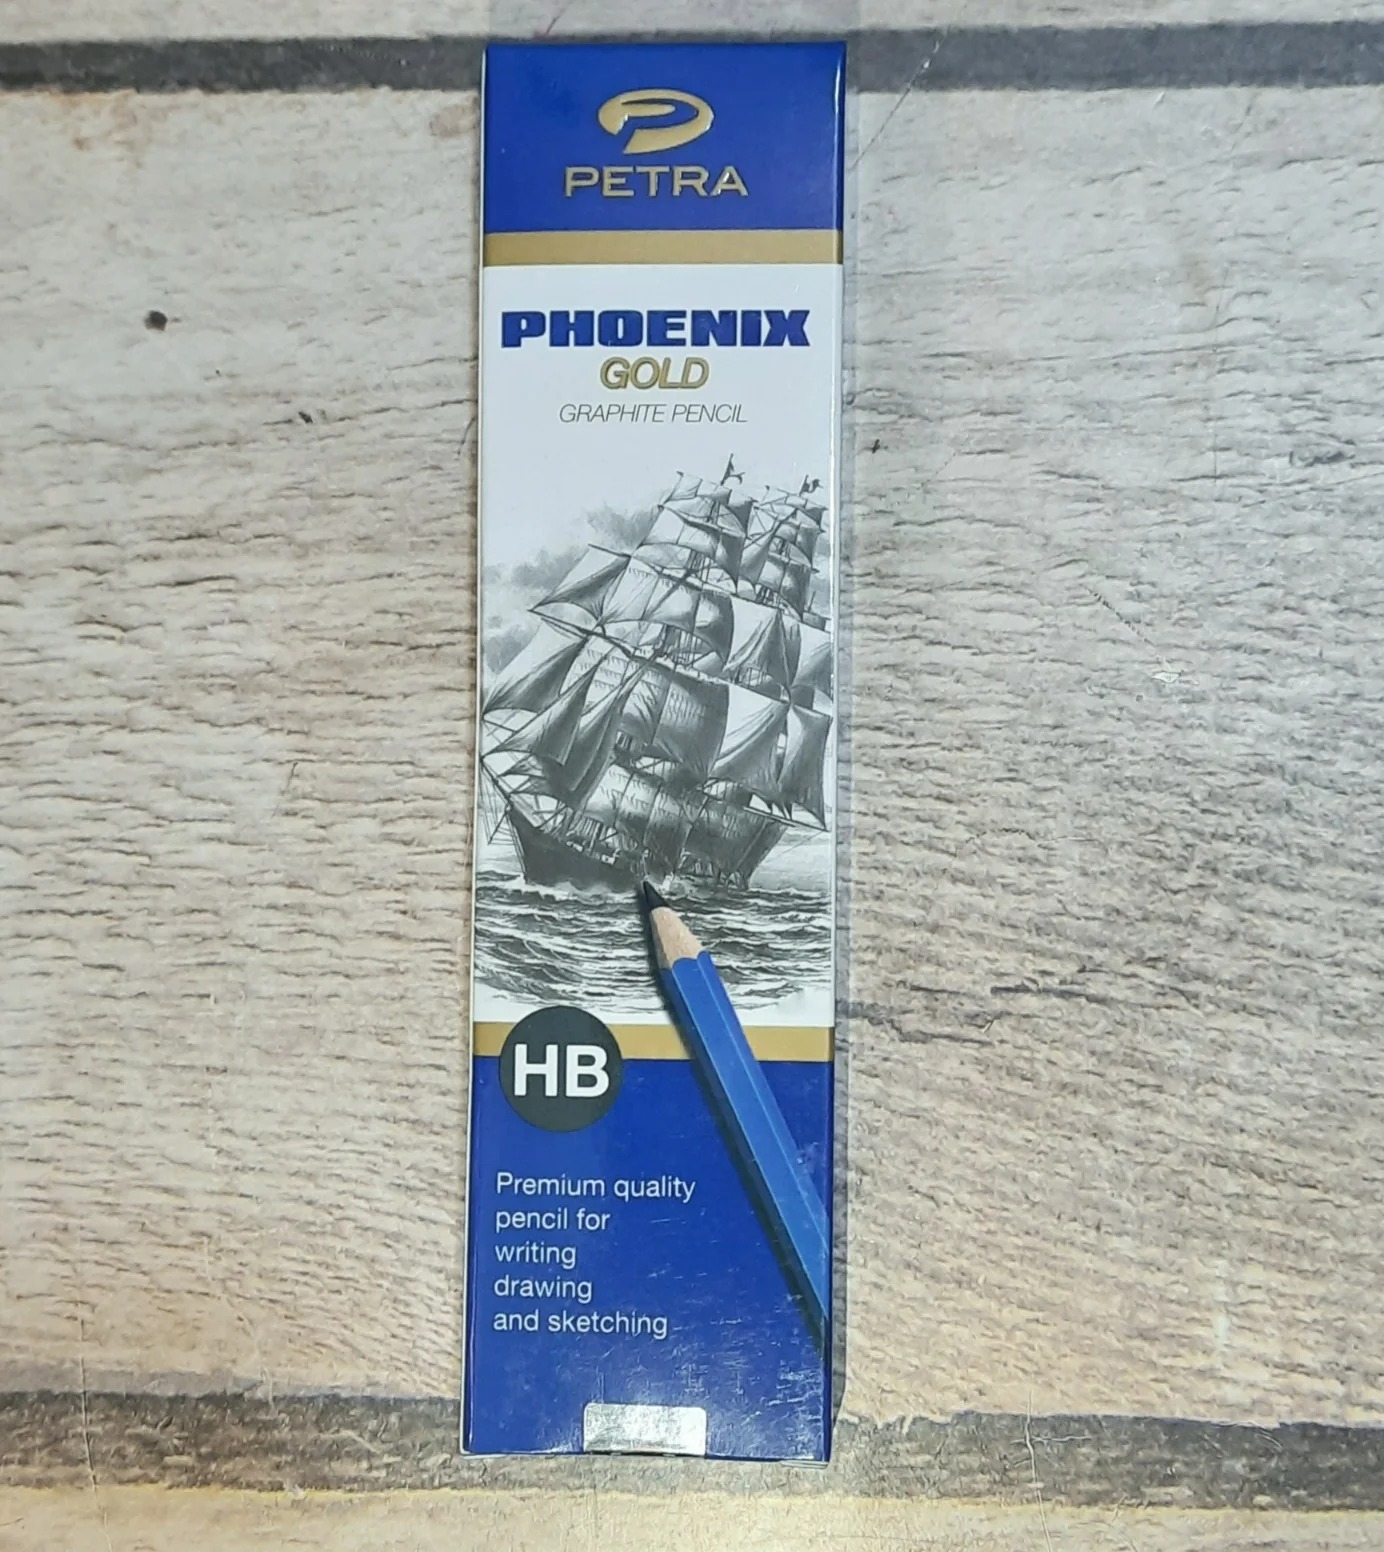 PETRA
PHOENIX
GOLD
GRAPHITE PENCIL
HB
Premium quality
pencil for
writing
drawing
and sketching